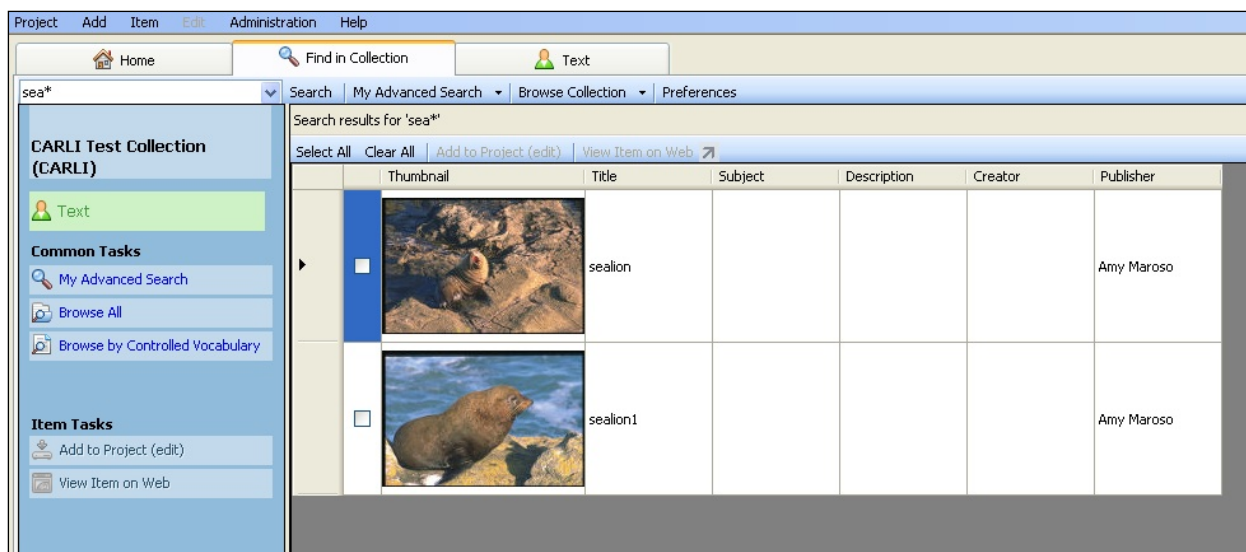 Project Add Item Edit Administration Help
Home Find in Collection Text
sea* Search My Advanced Search Browse Collection Preferences
CARLI Test Collection
(CARLI)
Text
Common Tasks
My Advanced Search
Browse All
Browse by Controlled Vocabulary
Item Tasks
Add to Project (edit)
View Item on Web
Search results for 'sea*'
Select All Clear All Add to Project (edit) View Item on Web
Thumbnail Title Subject Description Creator Publisher
sealion Amy Maroso
sealion1 Amy Maroso